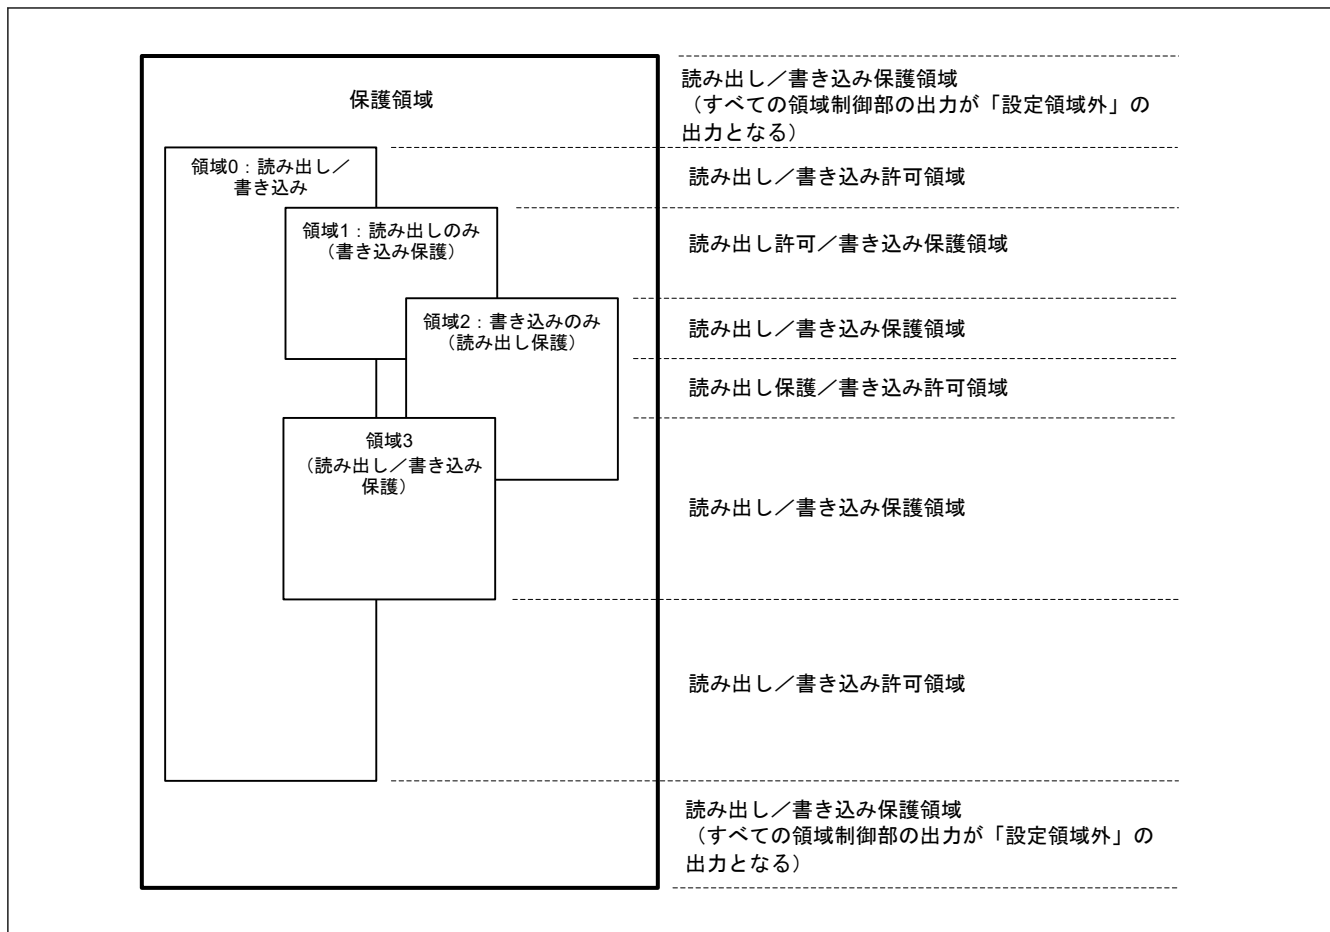 保護領域
読み出し／書き込み保護領域
（すべての領域制御部の出力が「設定領域外」の
出力となる）
領域0：読み出し／
書き込み
読み出し／書き込み許可領域
領域1：読み出しのみ
（書き込み保護）
読み出し許可／書き込み保護領域
領域2：書き込みのみ
（読み出し保護）
読み出し／書き込み保護領域
読み出し保護／書き込み許可領域
領域3
（読み出し／書き込み
保護）
読み出し／書き込み保護領域
読み出し／書き込み許可領域
読み出し／書き込み保護領域
（すべての領域制御部の出力が「設定領域外」の
出力となる）